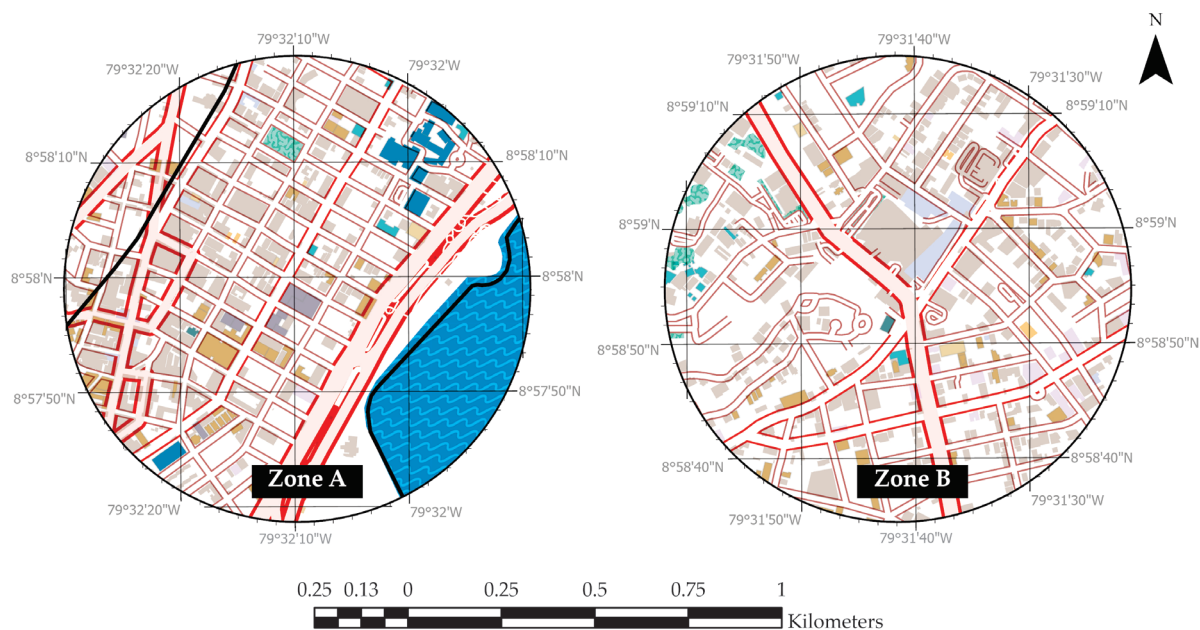 N
79°32'10"W
79°32'20"W
79°32'W
8°58'10"N
8°58'10"N
8°58'N
8°58'N
8°57'50"N
8°57'50"N
Zone A
79°32'20"W
79°32'W
79°32'10"W
79°31'40"W
79°31'50"W
79°31'30"W
8°59'10"N
8°59'10"N
8°59'N
8°59'N
8°58'50"N
8°58'50"N
8°58'40"N
8°58'40"N
Zone B
79°31'50"W
79°31'30"W
79°31'40"W
0.25 0.13 0 0.25 0.5 0.75 1
Kilometers